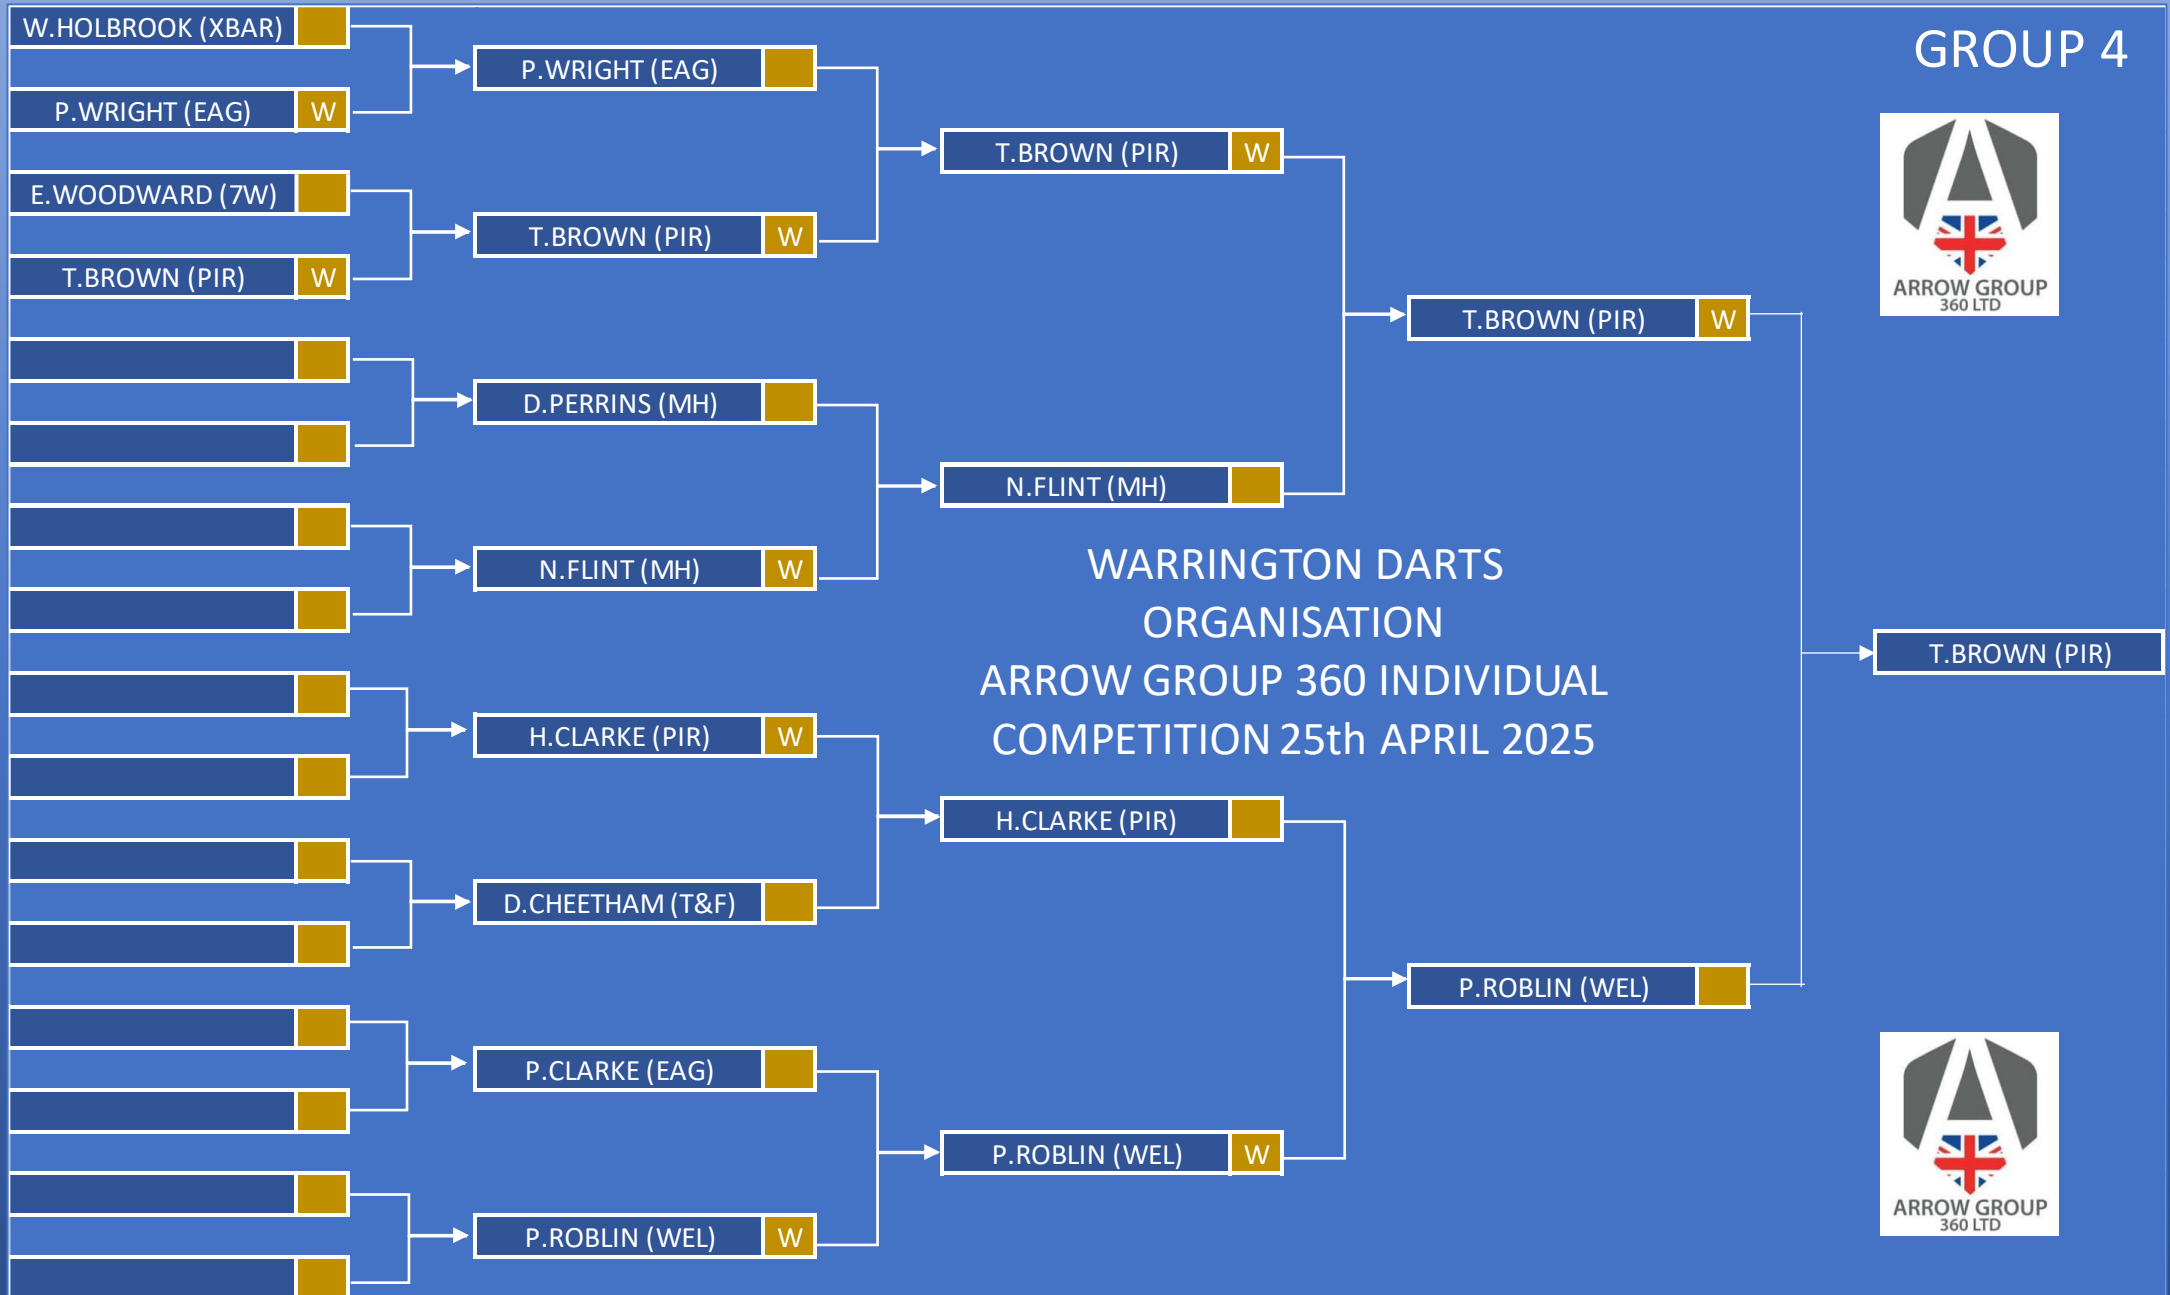 W.HOLBROOK (XBAR)
P.WRIGHT (EAG) W
E.WOODWARD (7W)
T.BROWN (PIR) W
P.WRIGHT (EAG)
T.BROWN (PIR) W
D.PERRINS (MH)
N.FLINT (MH) W
H.CLARKE (PIR) W
D.CHEETHAM (T&F)
P.CLARKE (EAG)
P.ROBLIN (WEL) W
T.BROWN (PIR) W
N.FLINT (MH)
H.CLARKE (PIR)
P.ROBLIN (WEL) W
T.BROWN (PIR) W
P.ROBLIN (WEL)
T.BROWN (PIR)
GROUP 4
ARROW GROUP
360 LTD
WARRINGTON DARTS
ORGANISATION
ARROW GROUP 360 INDIVIDUAL
COMPETITION 25th APRIL 2025
ARROW GROUP
360 LTD